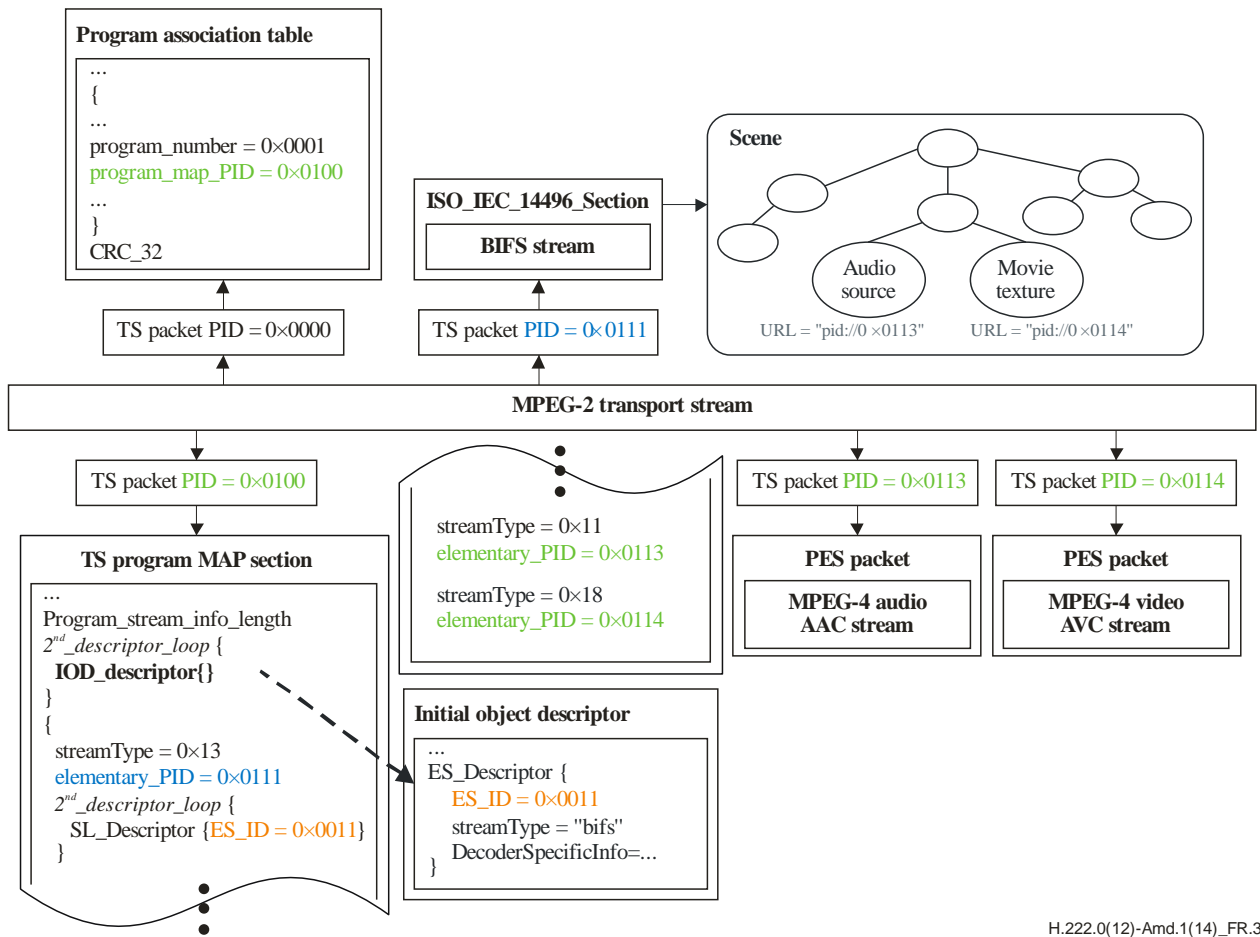 Program association table
...
{
...
program_number = 0×0001
program_map_PID = 0×0100
...
}
CRC_32
TS packet PID = 0×0000
ISO_IEC_14496_Section
BIFS stream
TS packet PID = 0×0111
Scene
Audio
source
Movie
texture
URL = "pid://0 ×0113"
URL = "pid://0 ×0114"
MPEG-2 transport stream
TS packet PID = 0×0100
TS program MAP section
...
Program_stream_info_length
2nd_descriptor_loop {
IOD_descriptor{}
}
{
streamType = 0×13
elementary_PID = 0×0111
2nd_descriptor_loop {
SL_Descriptor {ES_ID = 0×0011}
}
streamType = 0×11
elementary_PID = 0×0113
streamType = 0×18
elementary_PID = 0×0114
Initial object descriptor
...
ES_Descriptor {
ES_ID = 0×0011
streamType = "bifs"
DecoderSpecificInfo=...
}
TS packet PID = 0×0113
PES packet
MPEG-4 audio
AAC stream
TS packet PID = 0×0114
PES packet
MPEG-4 video
AVC stream
H.222.0(12)-Amd.1(14)_FR.3